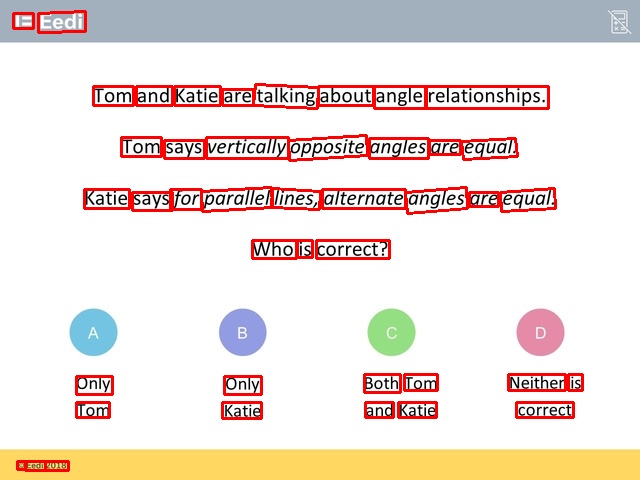 Eedi
Tom and Katie are talking about angle relationships.
Tom says vertically opposite angles are equal.
Katie says for parallel lines, alternate angles are equal.
Who is correct?
A B C D
Only Only Both Tom Neither is
Tom Katie and Katie correct
© Eedi 2018